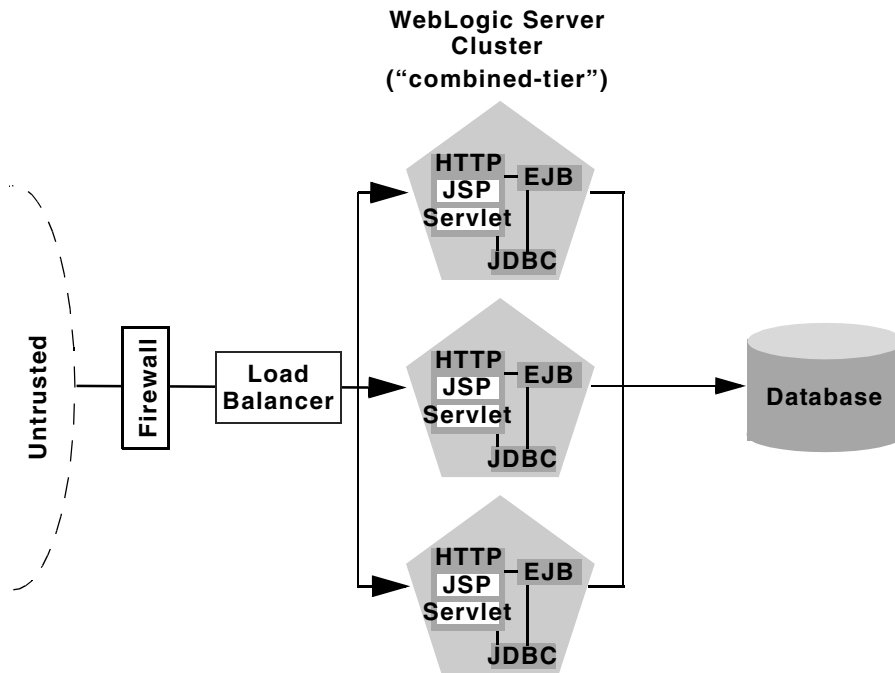 WebLogic Server
Cluster
(“combined-tier”)
HTTP
JSP
Servlet
EJB
JDBC
Untrusted
Firewall
Load
Balancer
HTTP
JSP
Servlet
EJB
JDBC
Database
HTTP
JSP
Servlet
EJB
JDBC